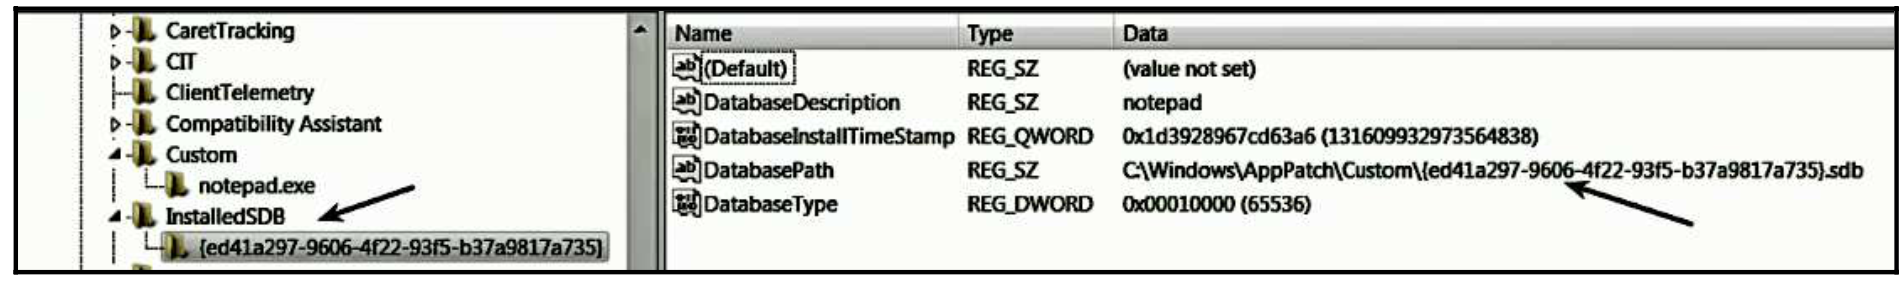 CaretTracking
CIT
ClientTelemetry
Compatibility Assistant
Custom
notepad.exe
InstalledSDB
{ed41a297-9606-4f22-93f5-b37a9817a735}
Name Type Data
(Default) REG_SZ (value not set)
DatabaseDescription REG_SZ notepad
DatabaseInstallTimeStamp REG_QWORD 0x1d3928967cd63a6 (131609932973564838)
DatabasePath REG_SZ C:\Windows\AppPatch\Custom\{ed41a297-9606-4f22-93f5-b37a9817a735}.sdb
DatabaseType REG_DWORD 0x00010000 (65536)